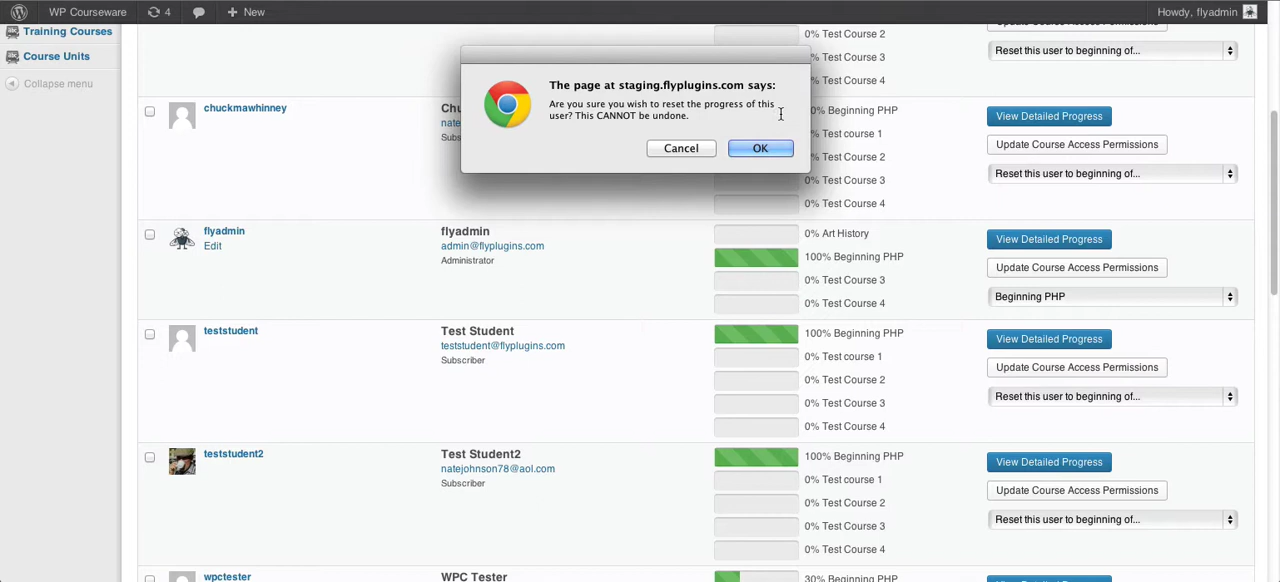 WP Courseware 4 New Howdy, flyadmin
Training Courses
Course Units
Collapse menu
The page at staging.flyplugins.com says:
Are you sure you wish to reset the progress of this
user? This CANNOT be undone.
Cancel OK
0% Test Course 2
0% Test Course 3
0% Test Course 4
Update Course Access Permissions
Reset this user to beginning of...
chuckmawhinney
0% Beginning PHP
0% Test course 1
0% Test Course 2
0% Test Course 3
0% Test Course 4
View Detailed Progress
Update Course Access Permissions
Reset this user to beginning of...
flyadmin
Edit
flyadmin
admin@flyplugins.com
Administrator
0% Art History
100% Beginning PHP
0% Test Course 3
0% Test Course 4
View Detailed Progress
Update Course Access Permissions
Beginning PHP
teststudent
Test Student
teststudent@flyplugins.com
Subscriber
100% Beginning PHP
0% Test course 1
0% Test Course 2
0% Test Course 3
0% Test Course 4
View Detailed Progress
Update Course Access Permissions
Reset this user to beginning of...
teststudent2
Test Student2
natejohnson78@aol.com
Subscriber
100% Beginning PHP
0% Test course 1
0% Test Course 2
0% Test Course 3
0% Test Course 4
View Detailed Progress
Update Course Access Permissions
Reset this user to beginning of...
wpctester
WPC Tester
30% Beginning PHP
View Detailed Progress